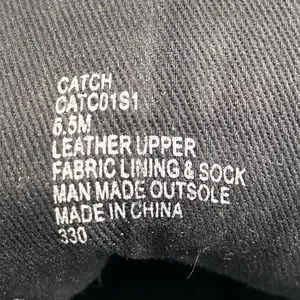 CATCH
CATC01S1
6.5M
LEATHER UPPER
FABRIC LINING & SOCK
MAN MADE OUTSOLE
MADE IN CHINA
330